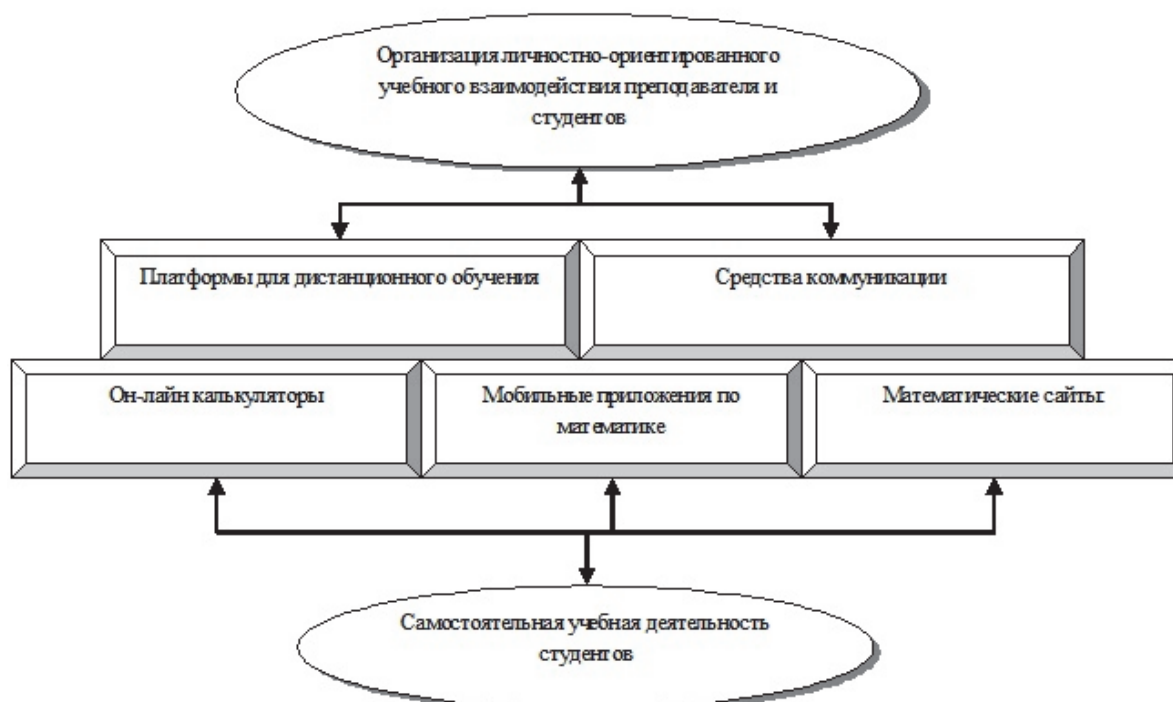 Организация личностно-ориентированного
учебного взаимодействия преподавателя и
студентов
Платформы для дистанционного обучения
Средства коммуникации
Он-лайн калькуляторы
Мобильные приложения по
математике
Математические сайты:
Самостоятельная учебная деятельность
студентов